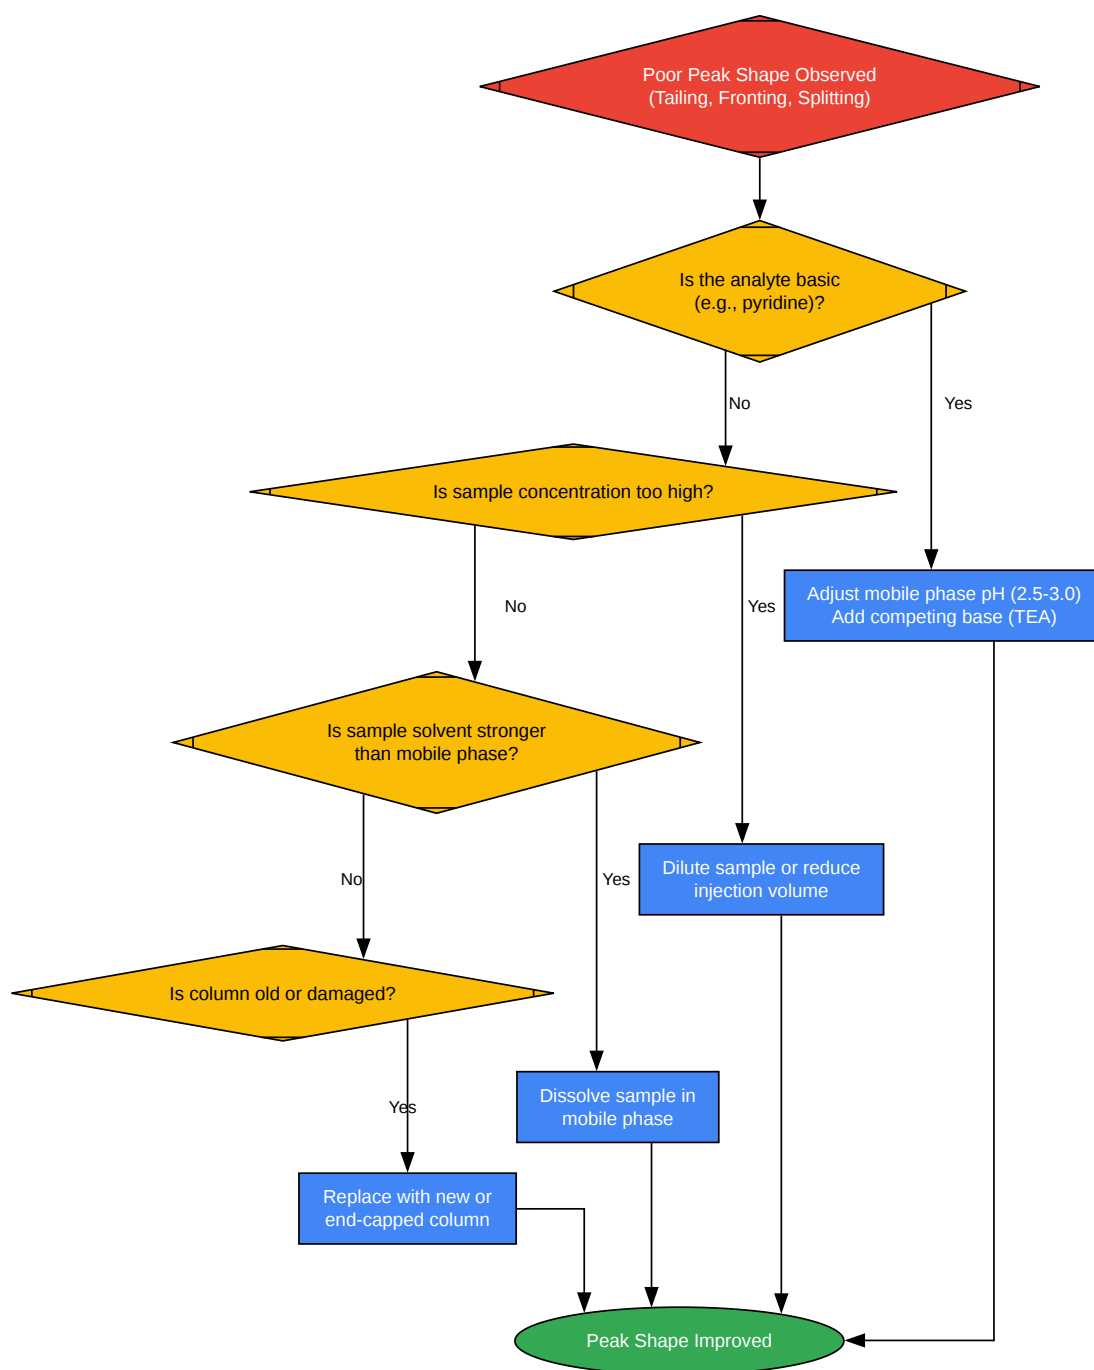 Poor Peak Shape Observed
(Tailing, Fronting, Splitting)
Is the analyte basic
(e.g., pyridine)?
No
Yes
Is sample concentration too high?
No
Yes
Adjust mobile phase pH (2.5-3.0)
Add competing base (TEA)
Is sample solvent stronger
than mobile phase?
No
Yes
Dilute sample or reduce
injection volume
Is column old or damaged?
Yes
Dissolve sample in
mobile phase
Replace with new or
end-capped column
Peak Shape Improved